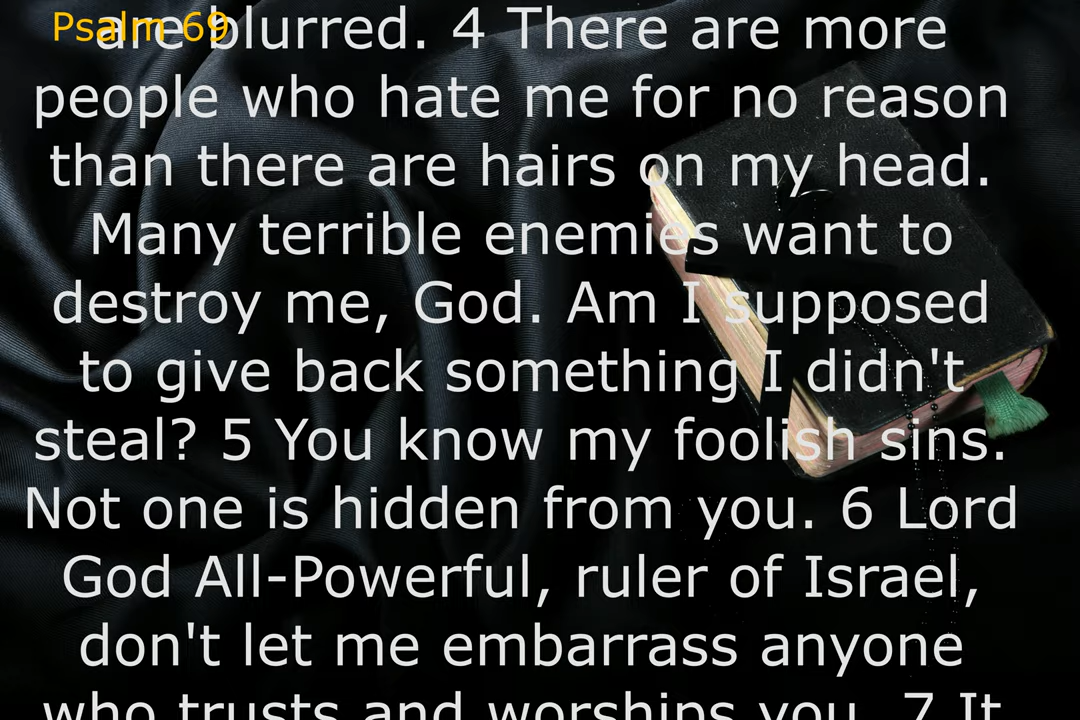 Psalm 69
are blurred. 4 There are more
people who hate me for no reason
than there are hairs on my head.
Many terrible enemies want to
destroy me, God. Am I supposed
to give back something I didn't
steal? 5 You know my foolish sins.
Not one is hidden from you. 6 Lord
God All-Powerful, ruler of Israel,
don't let me embarrass anyone
who trusts and worships you. 7 It